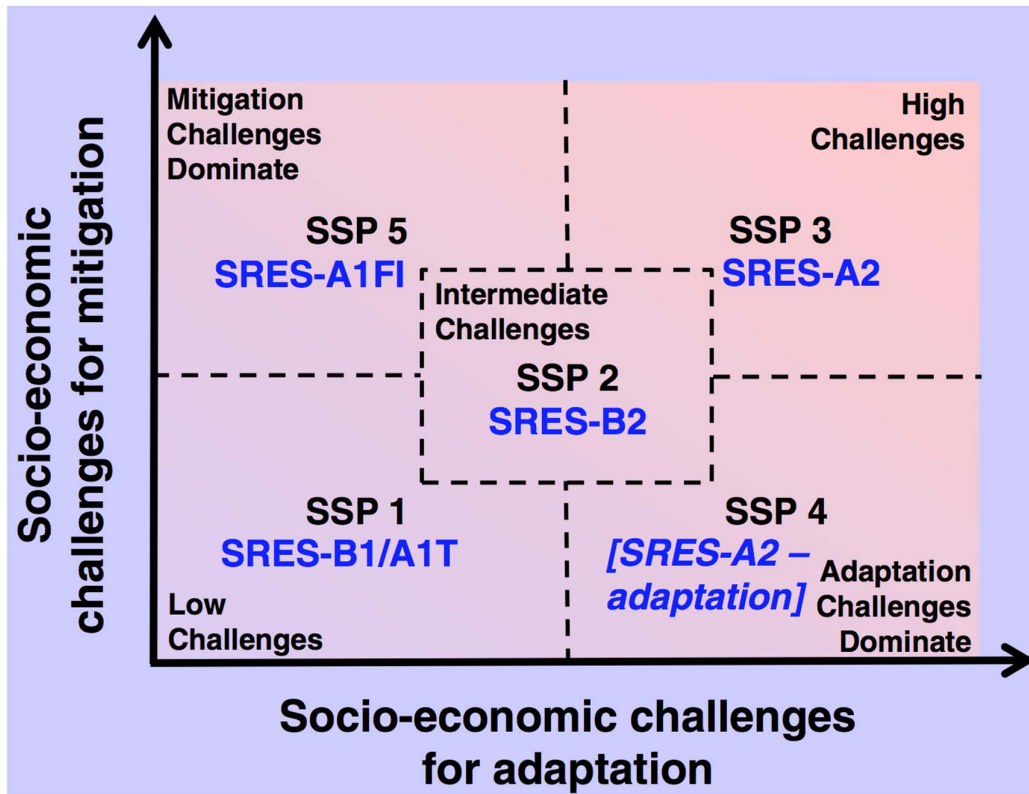 Socio-economic
challenges for mitigation
Mitigation
Challenges
Dominate
High
Challenges
SSP 5
SRES-A1FI
SSP 3
SRES-A2
Intermediate
Challenges
SSP 2
SRES-B2
SSP 1
SRES-B1/A1T
SSP 4
[SRES-A2 –
adaptation]
Low
Challenges
Adaptation
Challenges
Dominate
Socio-economic challenges
for adaptation